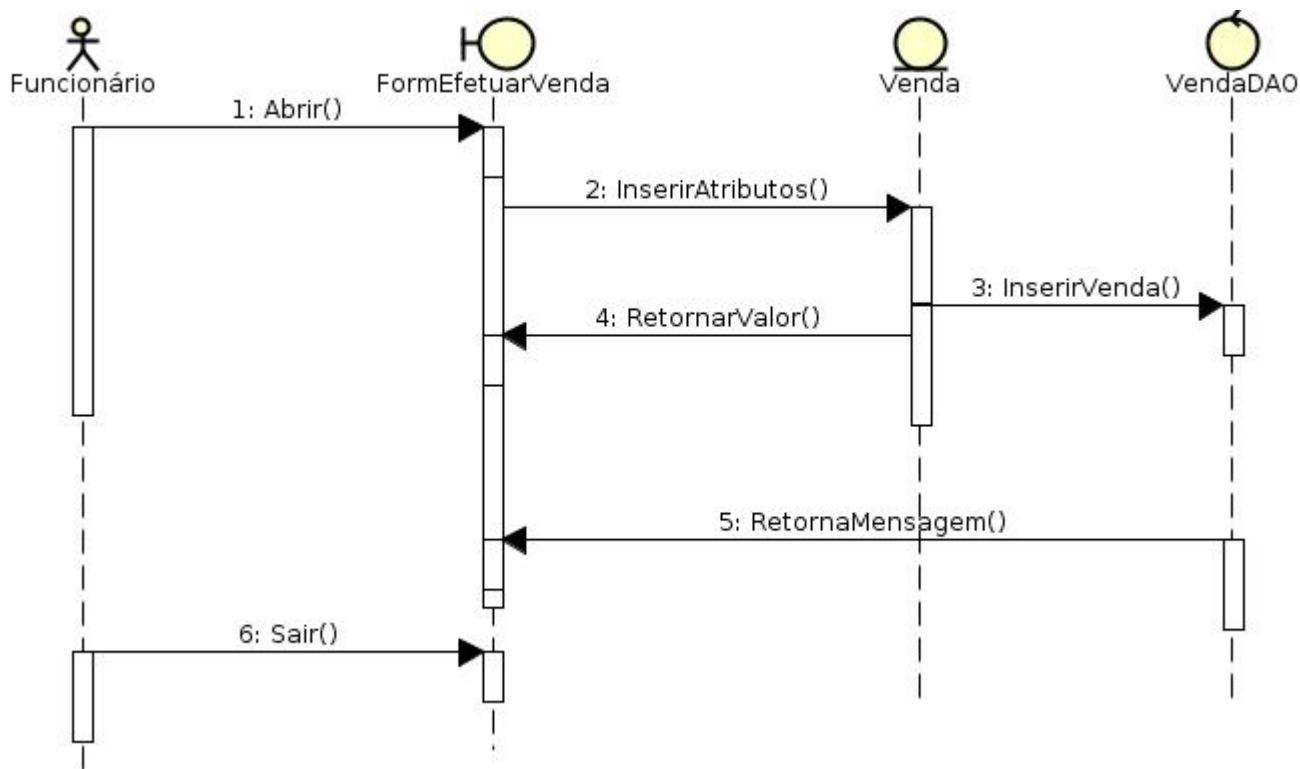 Funcionário
FormEfetuarVenda
Venda
VendaDAO
1: Abrir()
2: InserirAtributos()
3: InserirVenda()
4: RetornarValor()
5: RetornaMensagem()
6: Sair()